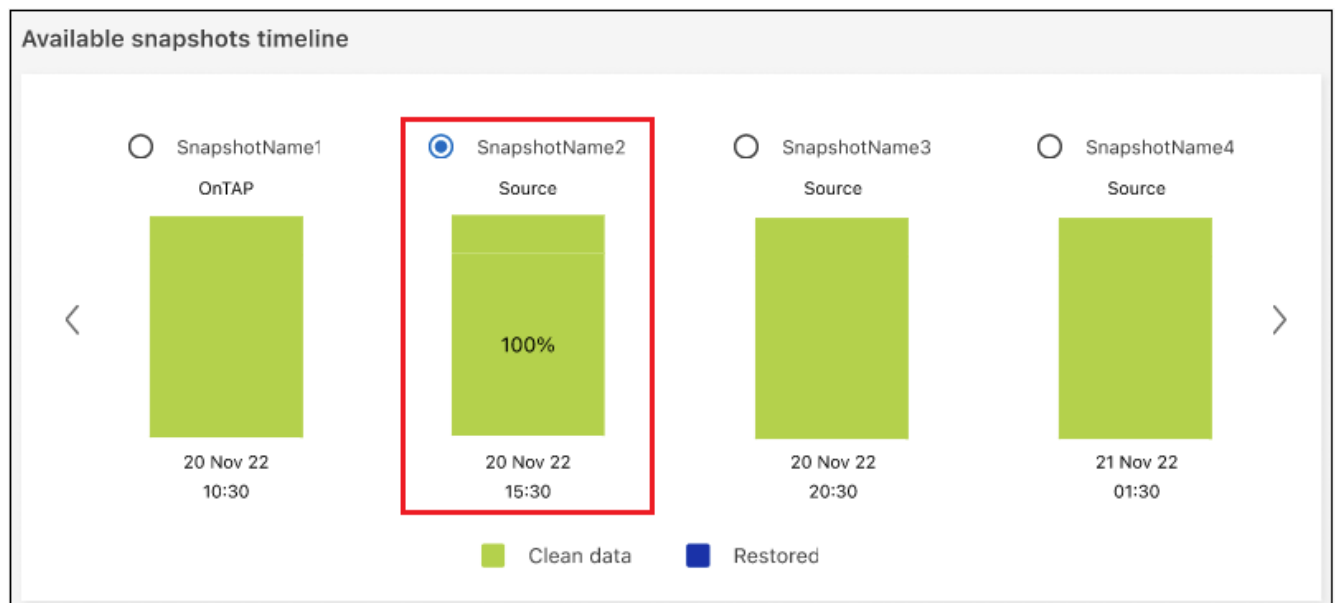 Available snapshots timeline
SnapshotName1
OnTAP
20 Nov 22
10:30
SnapshotName2
Source
100%
20 Nov 22
15:30
SnapshotName3
Source
20 Nov 22
20:30
SnapshotName4
Source
21 Nov 22
01:30
Clean data
Restored